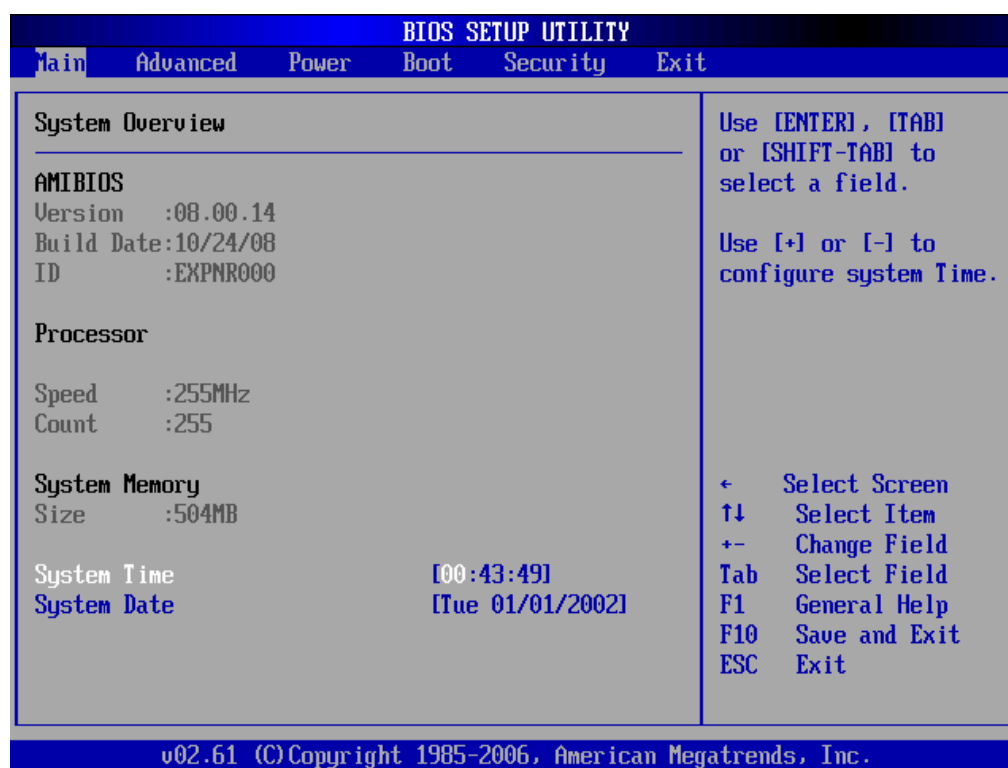 BIOS SETUP UTILITY
Main Advanced Power Boot Security Exit
System Overview
AMIBIOS
Version :08.00.14
Build Date:10/24/08
ID :EXPNR000
Processor
Speed :255MHz
Count :255
System Memory
Size :504MB
System Time [00:43:49]
System Date [Tue 01/01/2002]
Use [ENTER], [TAB]
or [SHIFT-TAB] to
select a field.
Use [+] or [-] to
configure system Time.
← Select Screen
↑↓ Select Item
+- Change Field
Tab Select Field
F1 General Help
F10 Save and Exit
ESC Exit
v02.61 (C)Copyright 1985-2006, American Megatrends, Inc.